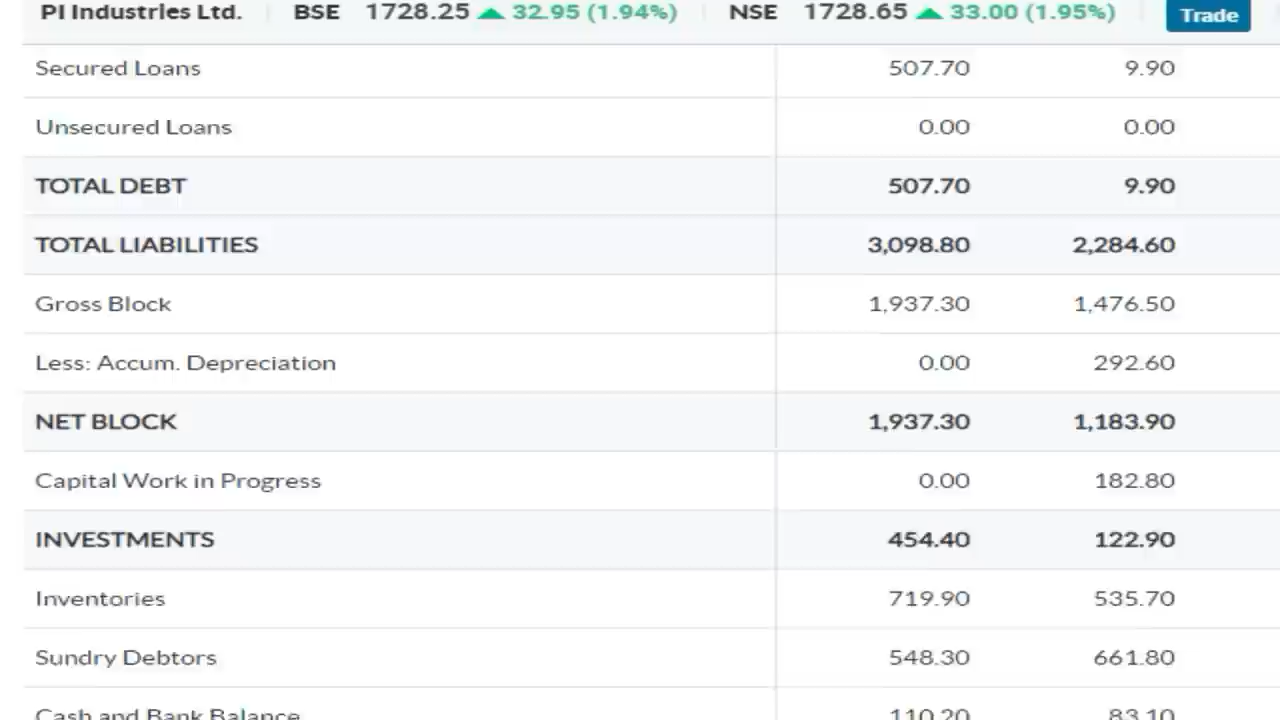 PI Industries Ltd. BSE 1728.25 ▲ 32.95 (1.94%) NSE 1728.65 ▲ 33.00 (1.95%) Trade
Secured Loans 507.70 9.90
Unsecured Loans 0.00 0.00
TOTAL DEBT 507.70 9.90
TOTAL LIABILITIES 3,098.80 2,284.60
Gross Block 1,937.30 1,476.50
Less: Accum. Depreciation 0.00 292.60
NET BLOCK 1,937.30 1,183.90
Capital Work in Progress 0.00 182.80
INVESTMENTS 454.40 122.90
Inventories 719.90 535.70
Sundry Debtors 548.30 661.80
Cash and Bank Balance 110.20 83.10